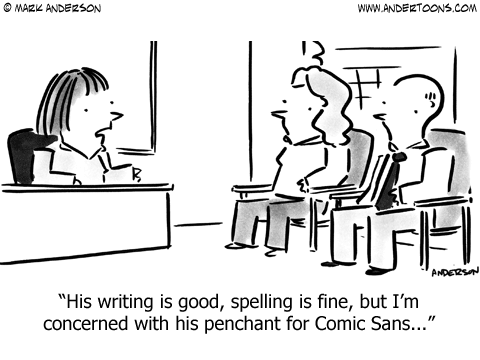 © MARK ANDERSON WWW.ANDERTOONS.COM
ANDERSON
“His writing is good, spelling is fine, but I’m
concerned with his penchant for Comic Sans...”